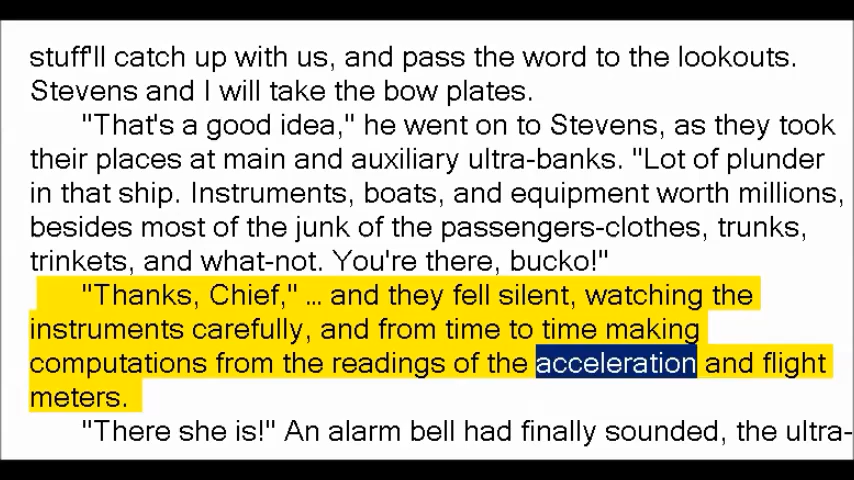 stuff'll catch up with us, and pass the word to the lookouts.
Stevens and I will take the bow plates.
"That's a good idea," he went on to Stevens, as they took
their places at main and auxiliary ultra-banks. "Lot of plunder
in that ship. Instruments, boats, and equipment worth millions,
besides most of the junk of the passengers-clothes, trunks,
trinkets, and what-not. You're there, bucko!"
"Thanks, Chief," ... and they fell silent, watching the
instruments carefully, and from time to time making
computations from the readings of the acceleration and flight
meters.
"There she is!" An alarm bell had finally sounded, the ultra-